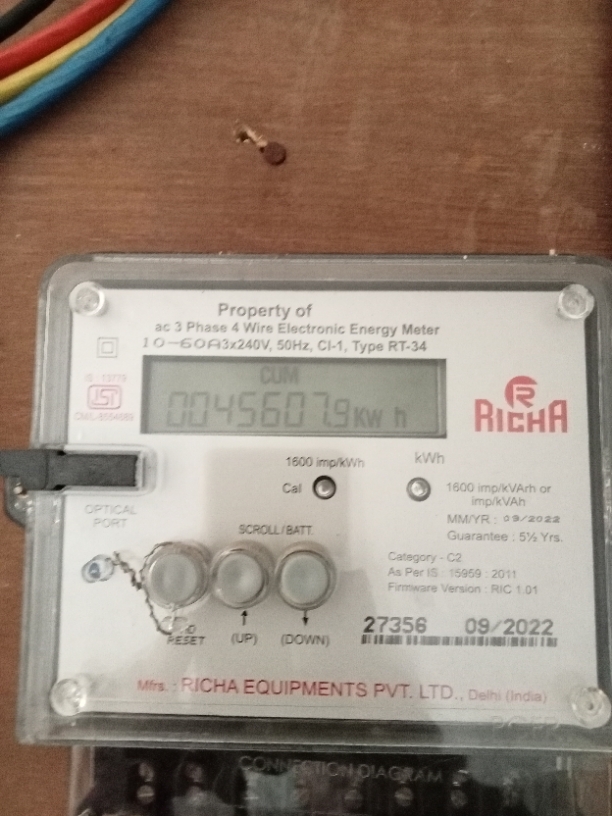 Property of
ac 3 Phase 4 Wire Electronic Energy Meter
10-60A 3x240V, 50Hz, Cl-1, Type RT-34
IS : 13779
ISI
CUM
0045607.9 Kw h
RICHA
1600 imp/kWh
kWh
Cal
1600 imp/kVArh or
imp/kVAh
OPTICAL
PORT
MM/YR : 09/2022
Guarantee : 5½ Yrs.
SCROLL/BATT.
Category - C2
As Per IS : 15959 : 2011
Firmware Version : RIC 1.01
RESET
(UP)
(DOWN)
27356 09/2022
Mfrs. : RICHA EQUIPMENTS PVT. LTD., Delhi (India)
CONNECTION DIAGRAM